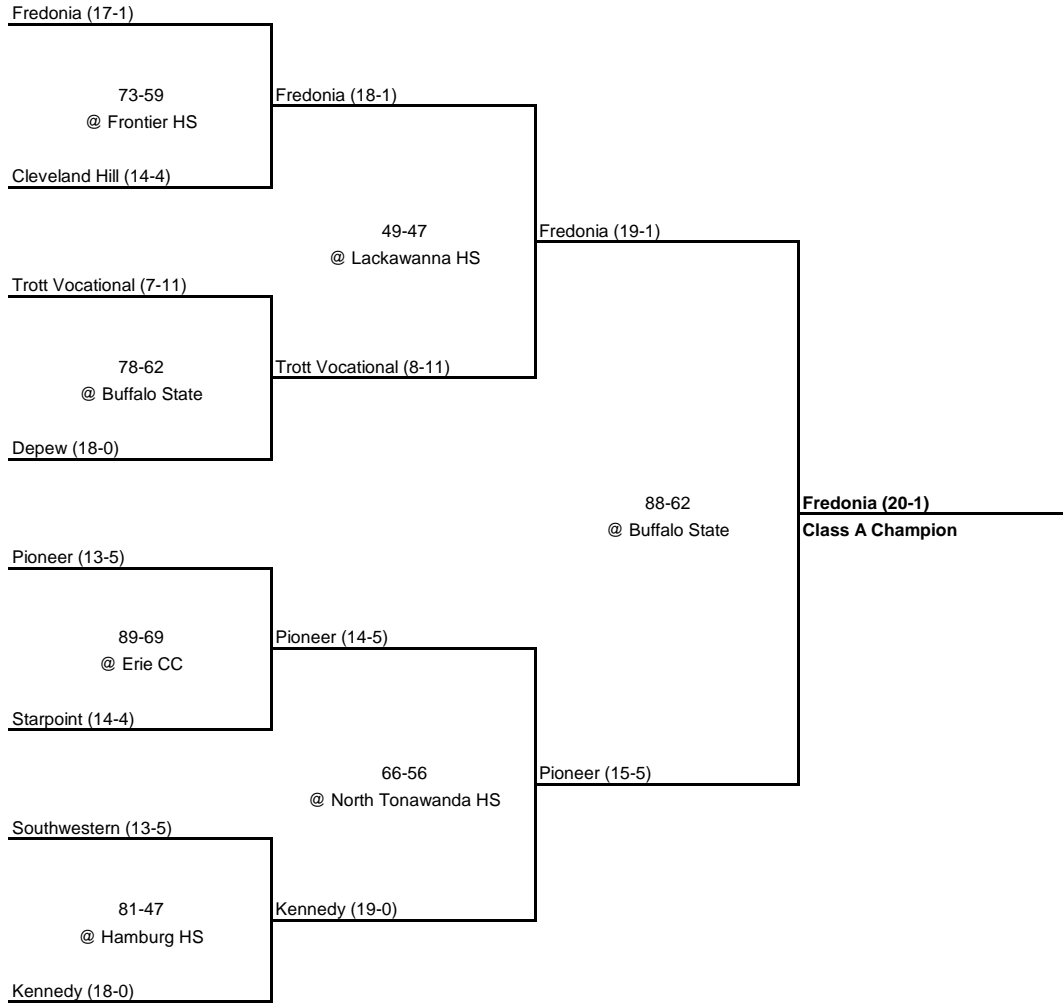 Fredonia (17-1)
73-59
@ Frontier HS
Fredonia (18-1)
Cleveland Hill (14-4)
49-47
@ Lackawanna HS
Fredonia (19-1)
Trott Vocational (7-11)
78-62
@ Buffalo State
Trott Vocational (8-11)
Depew (18-0)
88-62
@ Buffalo State
Fredonia (20-1)
Class A Champion
Pioneer (13-5)
89-69
@ Erie CC
Pioneer (14-5)
Starpoint (14-4)
66-56
@ North Tonawanda HS
Pioneer (15-5)
Southwestern (13-5)
81-47
@ Hamburg HS
Kennedy (19-0)
Kennedy (18-0)